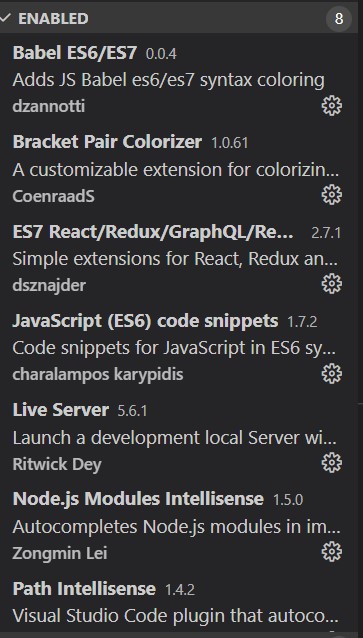 ENABLED 8
Babel ES6/ES7 0.0.4
Adds JS Babel es6/es7 syntax coloring
dzannotti
Bracket Pair Colorizer 1.0.61
A customizable extension for colorizin...
CoenraadS
ES7 React/Redux/GraphQL/Re... 2.7.1
Simple extensions for React, Redux an...
dsznajder
JavaScript (ES6) code snippets 1.7.2
Code snippets for JavaScript in ES6 sy...
charalampos karypidis
Live Server 5.6.1
Launch a development local Server wi...
Ritwick Dey
Node.js Modules Intellisense 1.5.0
Autocompletes Node.js modules in im...
Zongmin Lei
Path Intellisense 1.4.2
Visual Studio Code plugin that autoco...